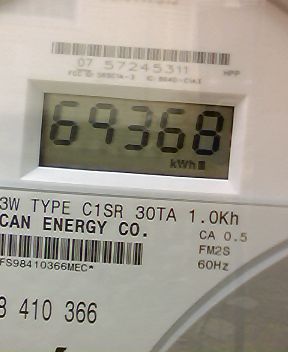 07 57245311 HPP
69368
kWh
3W TYPE C1SR 30TA 1.0Kh
CAN ENERGY CO. CA 0.5
FM2S
FS98410366MEC* 60Hz
8 410 366